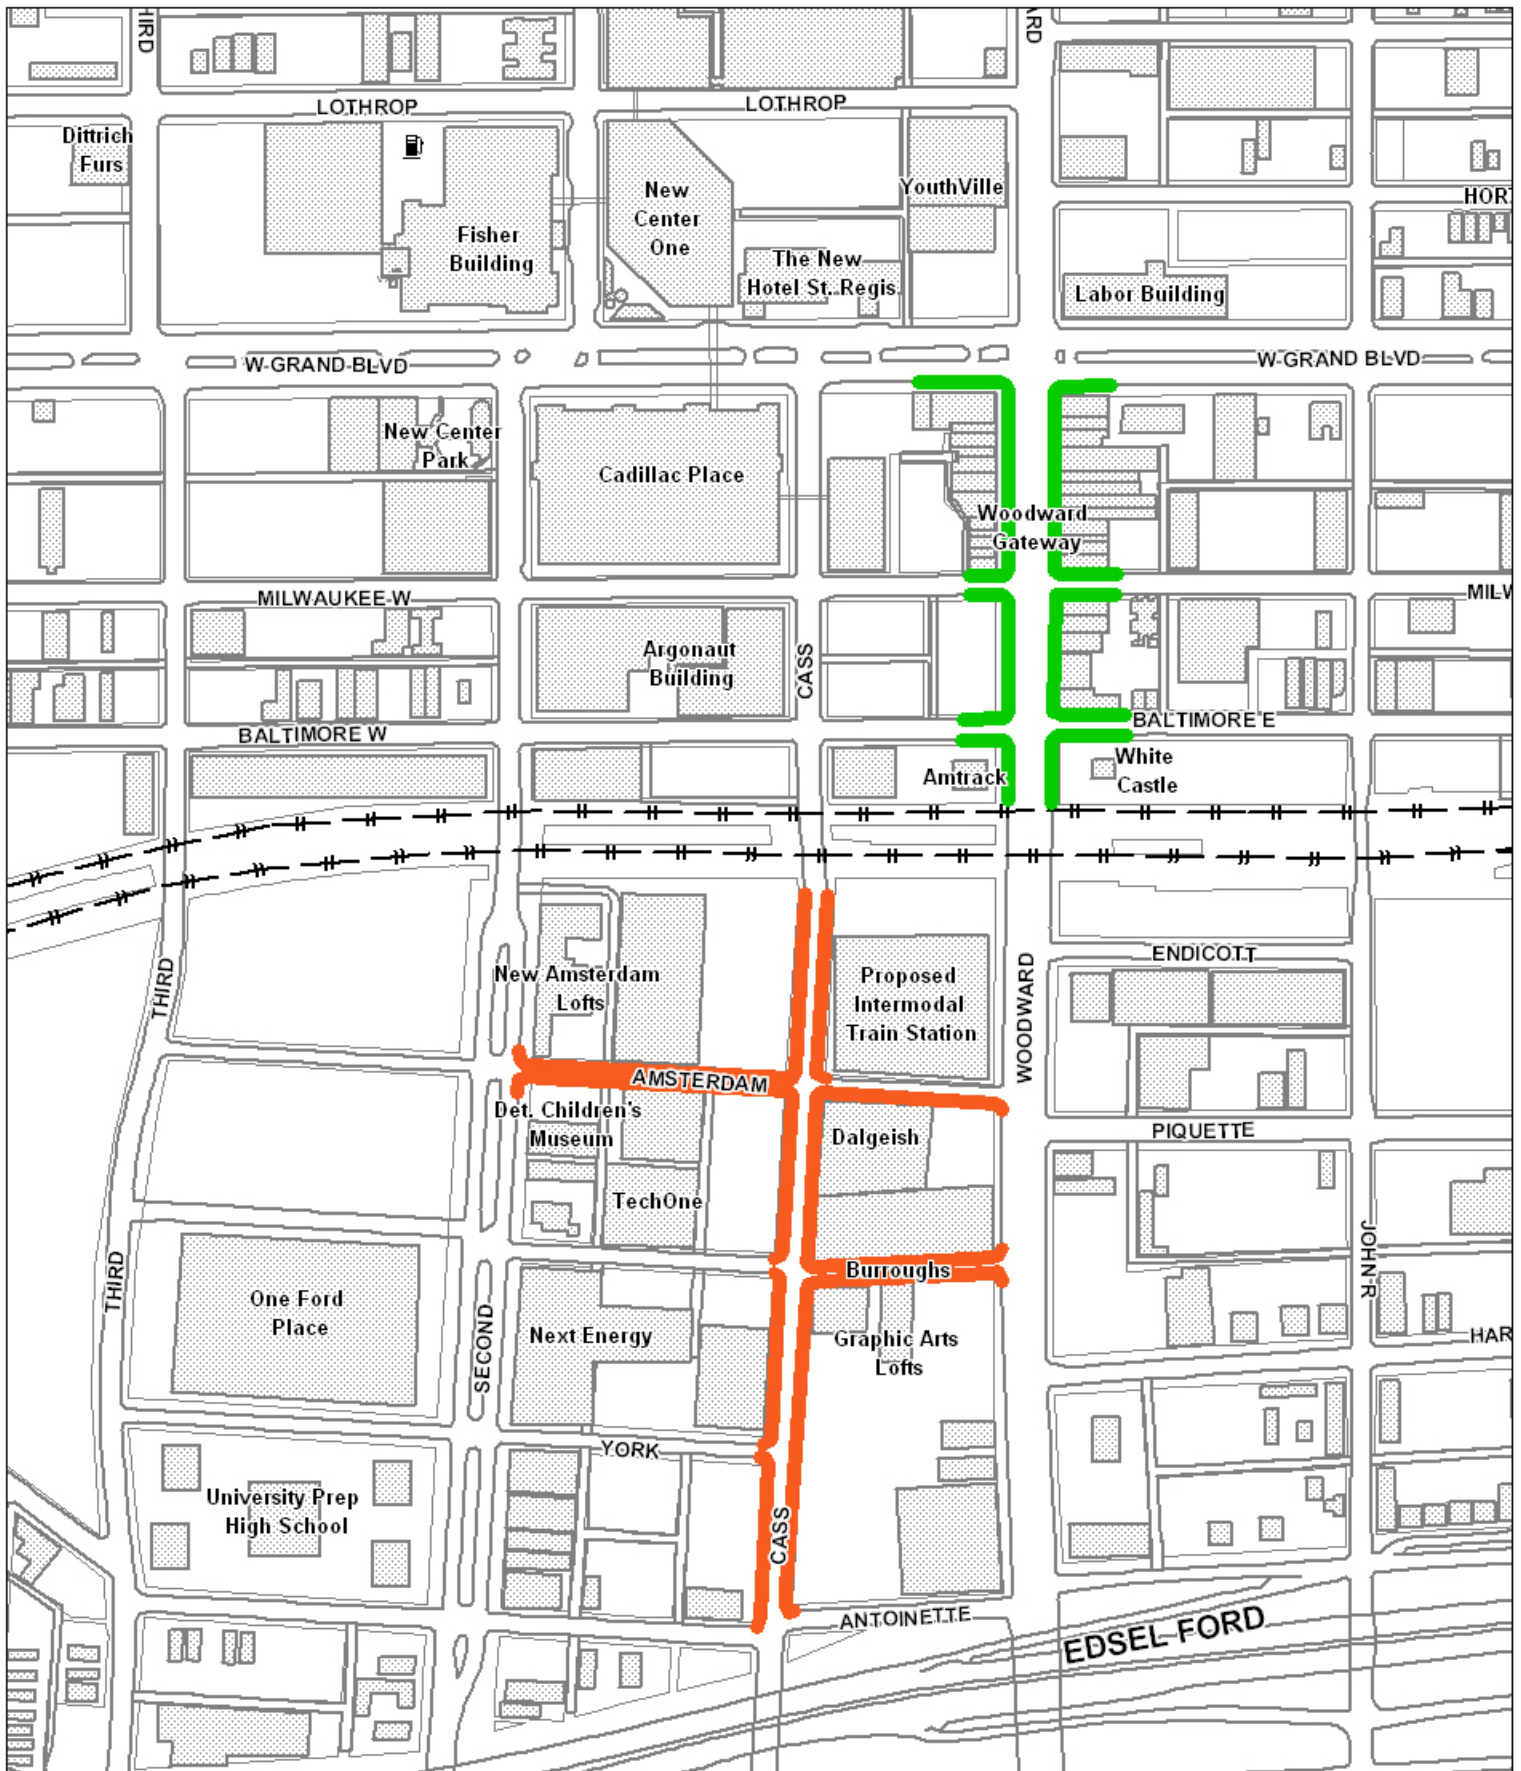 HIRD
ARD
LOTHROP
LOTHROP
Dittrich
Furs
New
Center
One
YouthVille
HOR
Fisher
Building
The New
Hotel St. Regis
Labor Building
W GRAND BLVD
W GRAND BLVD
New Center
Park
Cadillac Place
Woodward
Gateway
MILWAUKEE W
MILW
Argonaut
Building
CASS
BALTIMORE W
BALTIMORE E
Amtrack
White
Castle
THIRD
New Amsterdam
Lofts
Proposed
Intermodal
Train Station
WOODWARD
ENDICOTT
AMSTERDAM
Det. Children's
Museum
Dalgeish
PIQUETTE
TechOne
THIRD
Burroughs
JOHN R
One Ford
Place
SECOND
Next Energy
Graphic Arts
Lofts
HAR
YORK
University Prep
High School
CASS
ANTOINETTE
EDSEL FORD